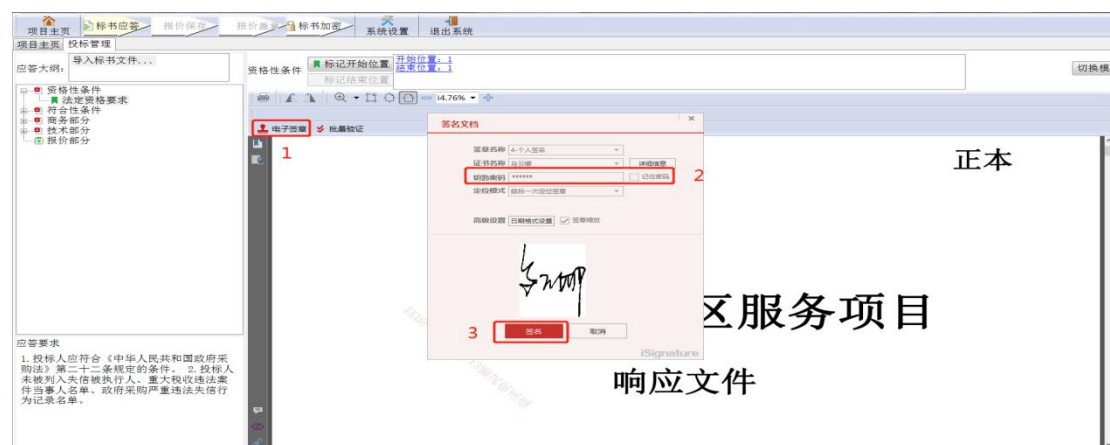 项目主页 标书应答 报价保存 报价盖章 标书加密 系统设置 退出系统
项目主页 投标管理
应答大纲: 导入标书文件...
资格性条件 标记开始位置 开始位置: 1
标记结束位置 结束位置: 1
切换模
资格性条件
法定资格要求
符合性条件
商务部分
技术部分
报价部分
14.76%
电子签章 批量验证
1
签名文档
签章名称 4-个人签名
证书名称 详细信息
钥匙密码 ****** 记住密码
2
定位模式 鼠标一次定位签章
高级设置 日期格式设置 签章缩放
3
签名 取消
iSignature
正本
区服务项目
响应文件
应答要求
1.投标人应符合《中华人民共和国政府采
购法》第二十二条规定的条件。 2.投标人
未被列入失信被执行人、重大税收违法案
件当事人名单、政府采购严重违法失信行
为记录名单。